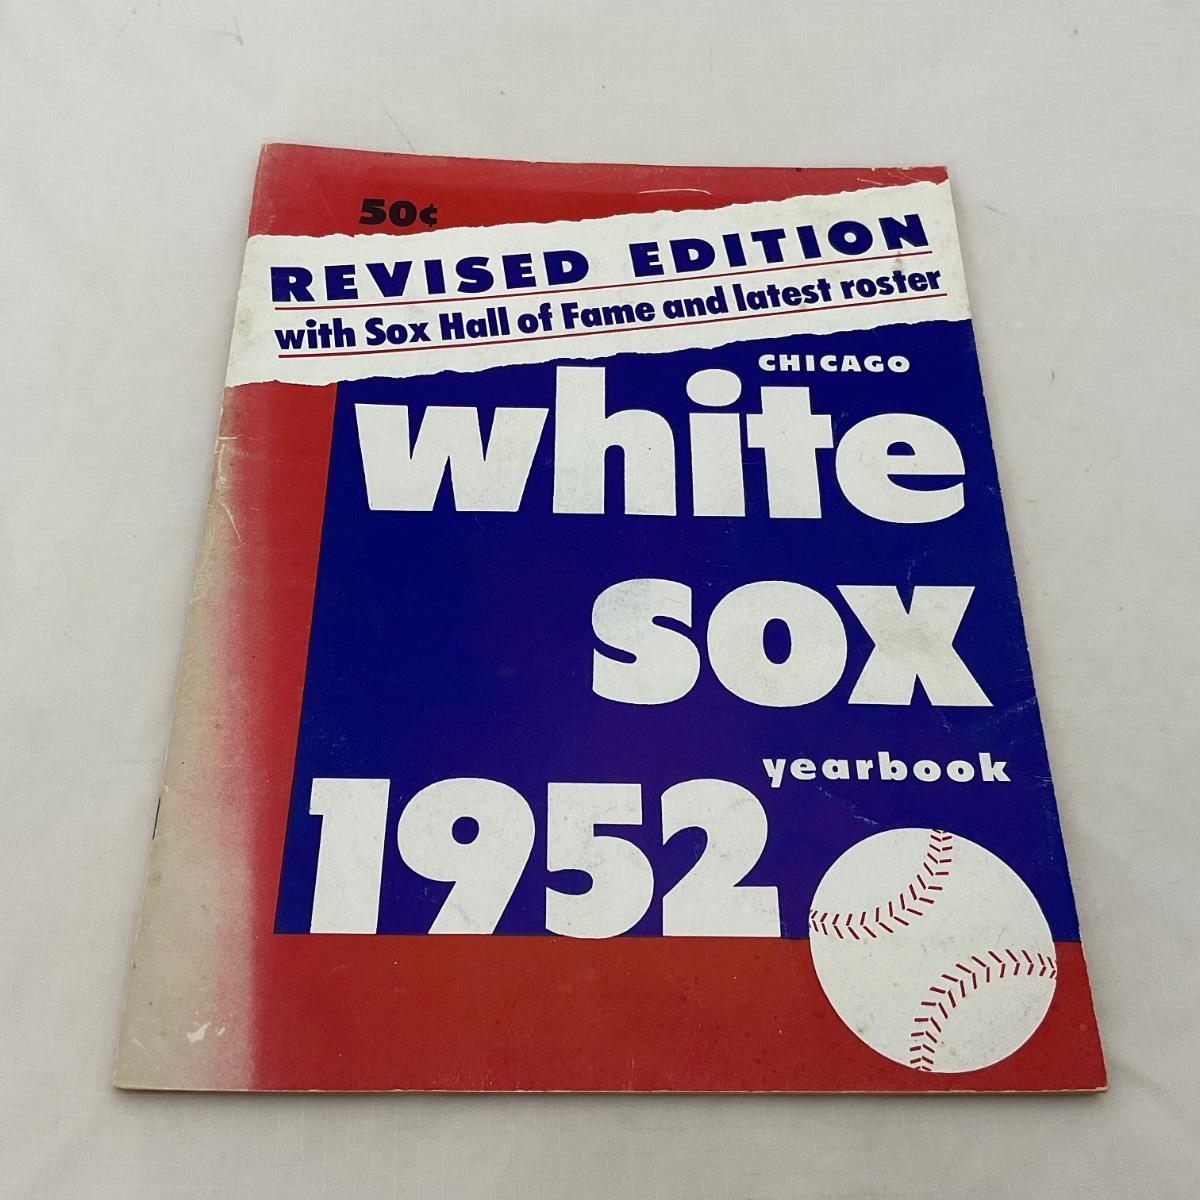 50¢
REVISED EDITION
with Sox Hall of Fame and latest roster
CHICAGO
white
sox
yearbook
1952